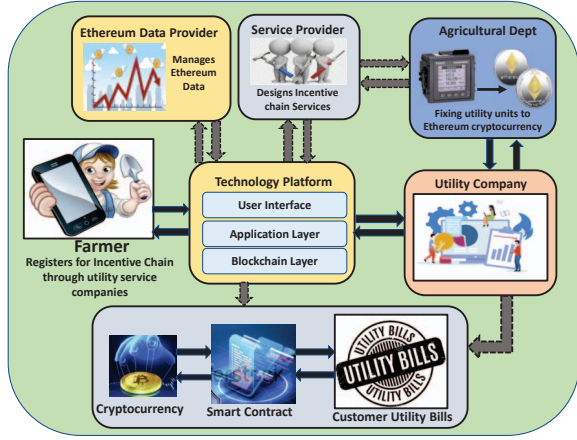 Ethereum Data Provider
Manages
Ethereum
Data
Service Provider
Designs Incentive
chain Services
Agricultural Dept
Fixing utility units to
Ethereum cryptocurrency
Farmer
Registers for Incentive Chain
through utility service
companies
Technology Platform
User Interface
Application Layer
Blockchain Layer
Utility Company
Cryptocurrency
Smart Contract
UTILITY BILLS
UTILITY BILLS
UTILITY BILLS
Customer Utility Bills